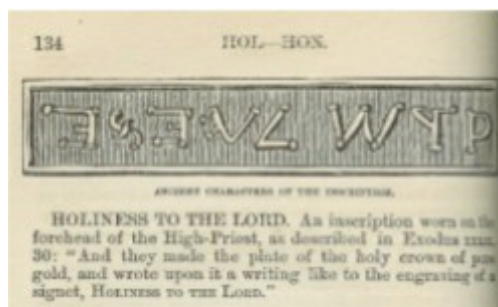 134 HOL—HON.
ANCIENT CHARACTERS OF THE INSCRIPTION.
HOLINESS TO THE LORD. An inscription worn on the
forehead of the High-Priest, as described in Exodus
30: "And they made the plate of the holy crown of pure
gold, and wrote upon it a writing like to the engraving of a
signet, HOLINESS TO THE LORD."